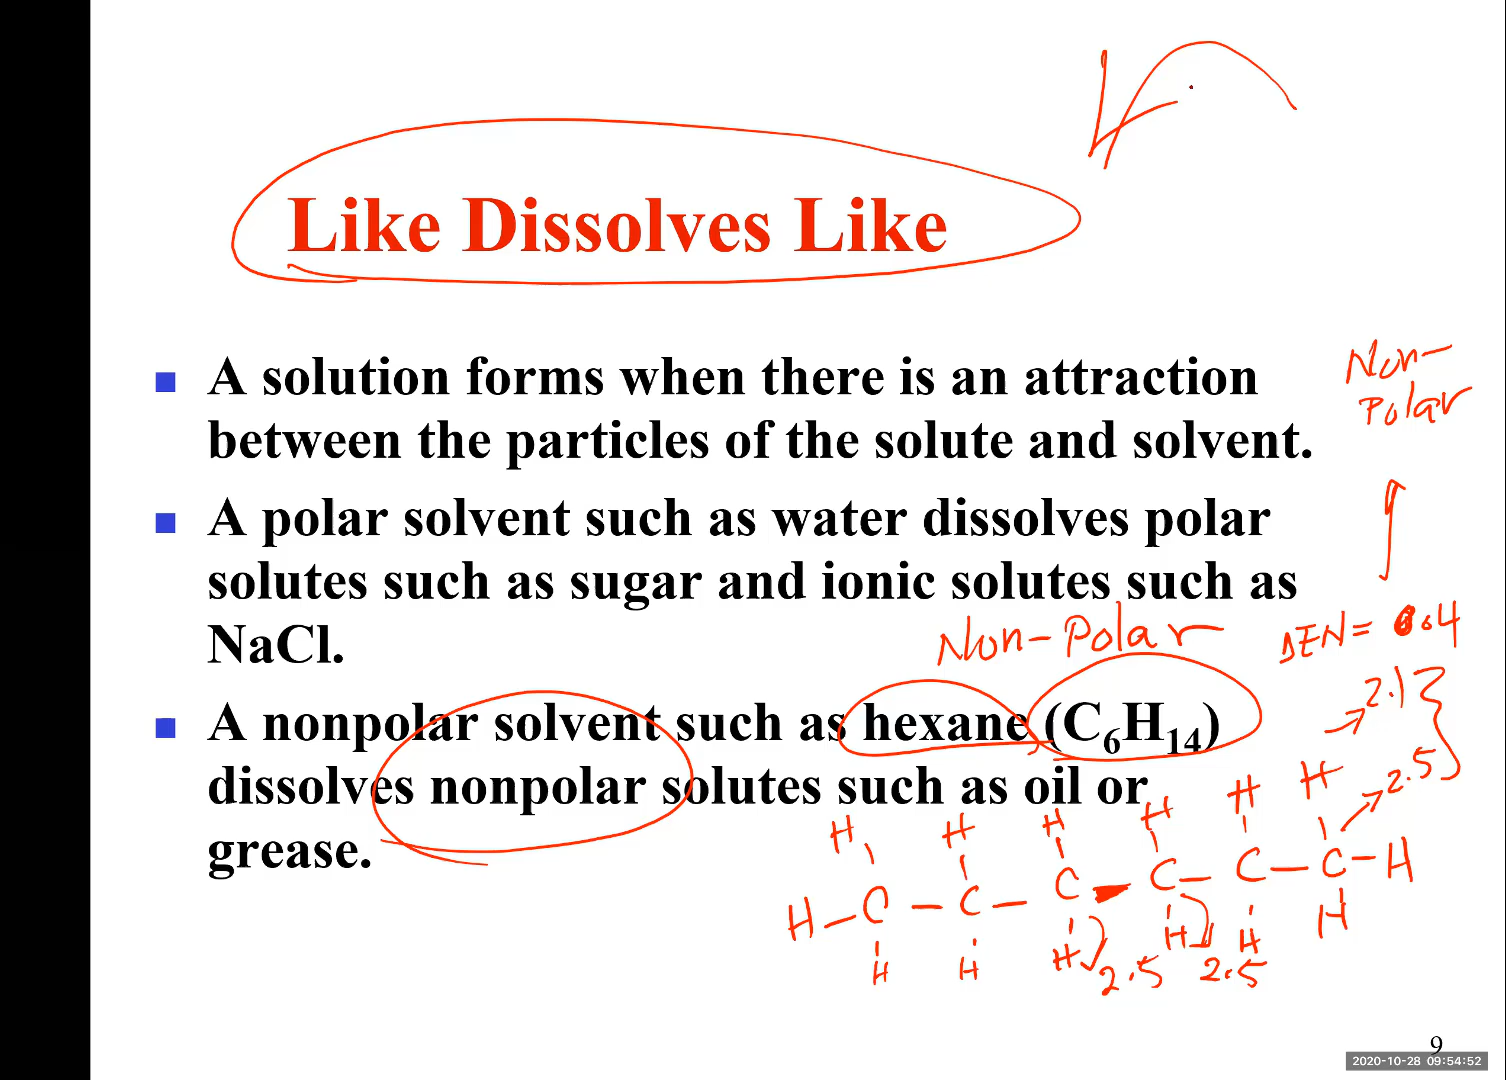 Like Dissolves Like
A solution forms when there is an attraction
between the particles of the solute and solvent.
Non-
Polar
A polar solvent such as water dissolves polar
solutes such as sugar and ionic solutes such as
NaCl.
Non-Polar
ΔEN = 0.4
A nonpolar solvent such as hexane (C₆H₁₄)
2.1
dissolves nonpolar solutes such as oil or
2.5
grease.
H H H H H H
H-C-C-C-C-C-C-H
H H H H H H
2.5 2.5
9
2020-10-28 09:54:52